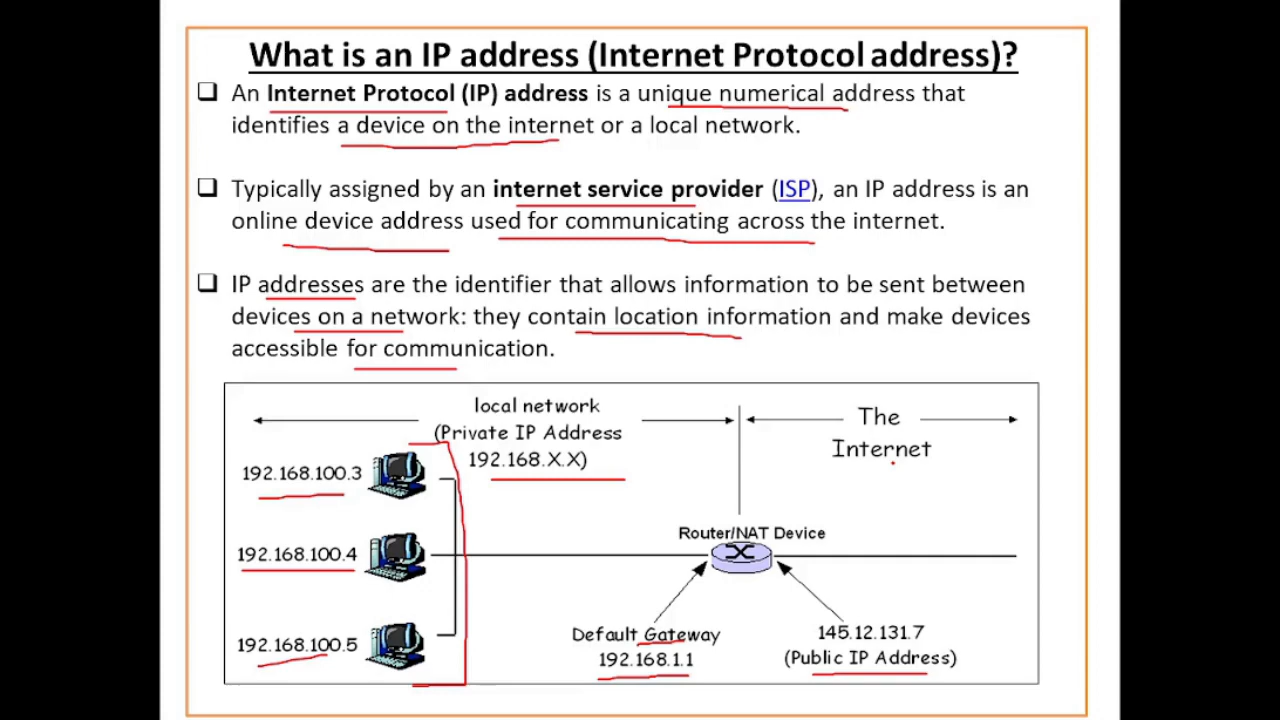 What is an IP address (Internet Protocol address)?
An Internet Protocol (IP) address is a unique numerical address that
identifies a device on the internet or a local network.
Typically assigned by an internet service provider (ISP), an IP address is an
online device address used for communicating across the internet.
IP addresses are the identifier that allows information to be sent between
devices on a network: they contain location information and make devices
accessible for communication.
local network
(Private IP Address
192.168.X.X)
The
Internet
192.168.100.3
192.168.100.4
192.168.100.5
Router/NAT Device
Default Gateway
192.168.1.1
145.12.131.7
(Public IP Address)